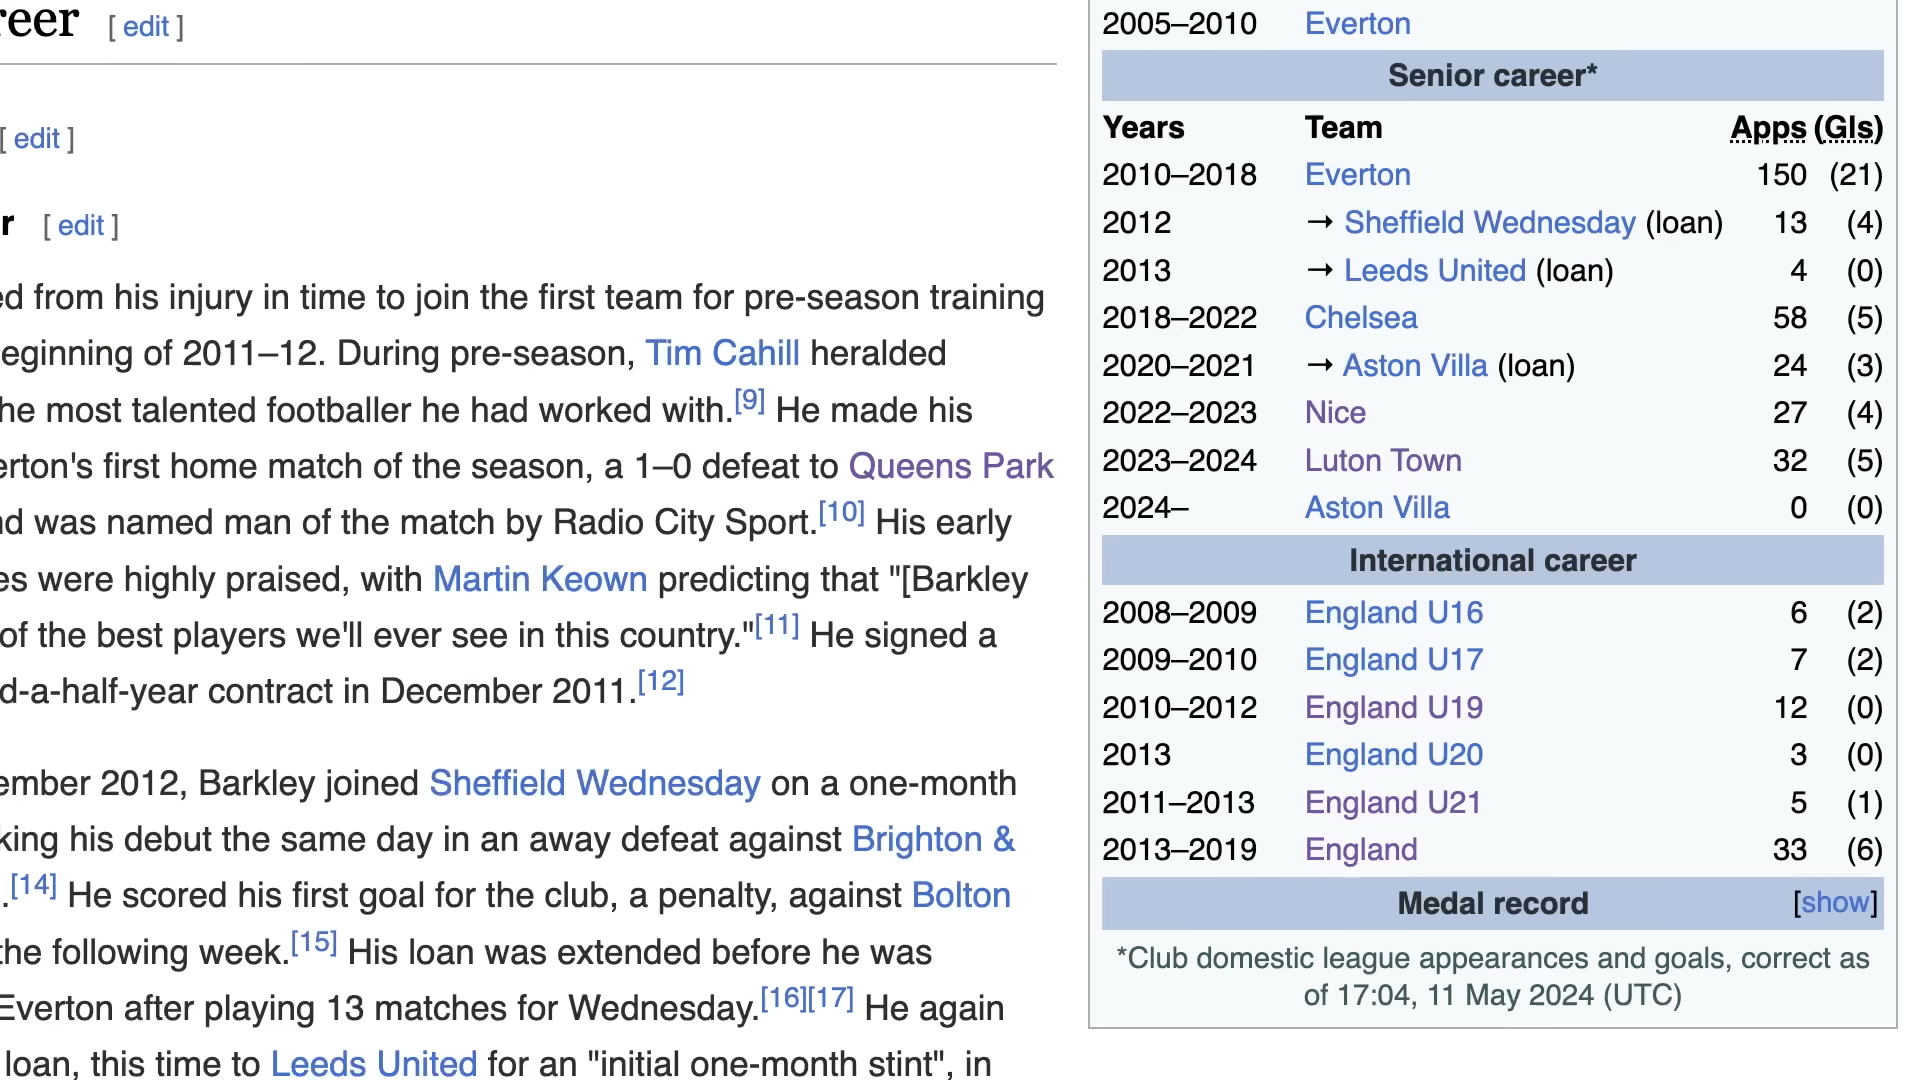 reer [ edit ]
[ edit ]
r [ edit ]
ed from his injury in time to join the first team for pre-season training
eginning of 2011–12. During pre-season, Tim Cahill heralded
he most talented footballer he had worked with.[9] He made his
erton's first home match of the season, a 1–0 defeat to Queens Park
nd was named man of the match by Radio City Sport.[10] His early
es were highly praised, with Martin Keown predicting that "[Barkley
of the best players we'll ever see in this country."[11] He signed a
d-a-half-year contract in December 2011.[12]
ember 2012, Barkley joined Sheffield Wednesday on a one-month
king his debut the same day in an away defeat against Brighton &
.[14] He scored his first goal for the club, a penalty, against Bolton
the following week.[15] His loan was extended before he was
Everton after playing 13 matches for Wednesday.[16][17] He again
loan, this time to Leeds United for an "initial one-month stint", in
2005–2010 Everton
Senior career*
Years Team Apps (Gls)
2010–2018 Everton 150 (21)
2012 → Sheffield Wednesday (loan) 13 (4)
2013 → Leeds United (loan) 4 (0)
2018–2022 Chelsea 58 (5)
2020–2021 → Aston Villa (loan) 24 (3)
2022–2023 Nice 27 (4)
2023–2024 Luton Town 32 (5)
2024– Aston Villa 0 (0)
International career
2008–2009 England U16 6 (2)
2009–2010 England U17 7 (2)
2010–2012 England U19 12 (0)
2013 England U20 3 (0)
2011–2013 England U21 5 (1)
2013–2019 England 33 (6)
Medal record [show]
*Club domestic league appearances and goals, correct as
of 17:04, 11 May 2024 (UTC)